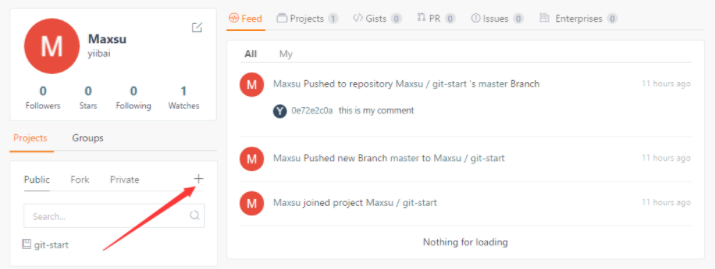 M
Maxsu
yiibai
0 0 0 1
Followers Stars Following Watches
Projects Groups
Public Fork Private +
Search...
git-start
Feed Projects 1 Gists 0 PR 0 Issues 0 Enterprises 0
All My
M Maxsu Pushed to repository Maxsu / git-start 's master Branch 11 hours ago
Y 0e72e2c0a this is my comment
M Maxsu Pushed new Branch master to Maxsu / git-start 11 hours ago
M Maxsu joined project Maxsu / git-start 11 hours ago
Nothing for loading